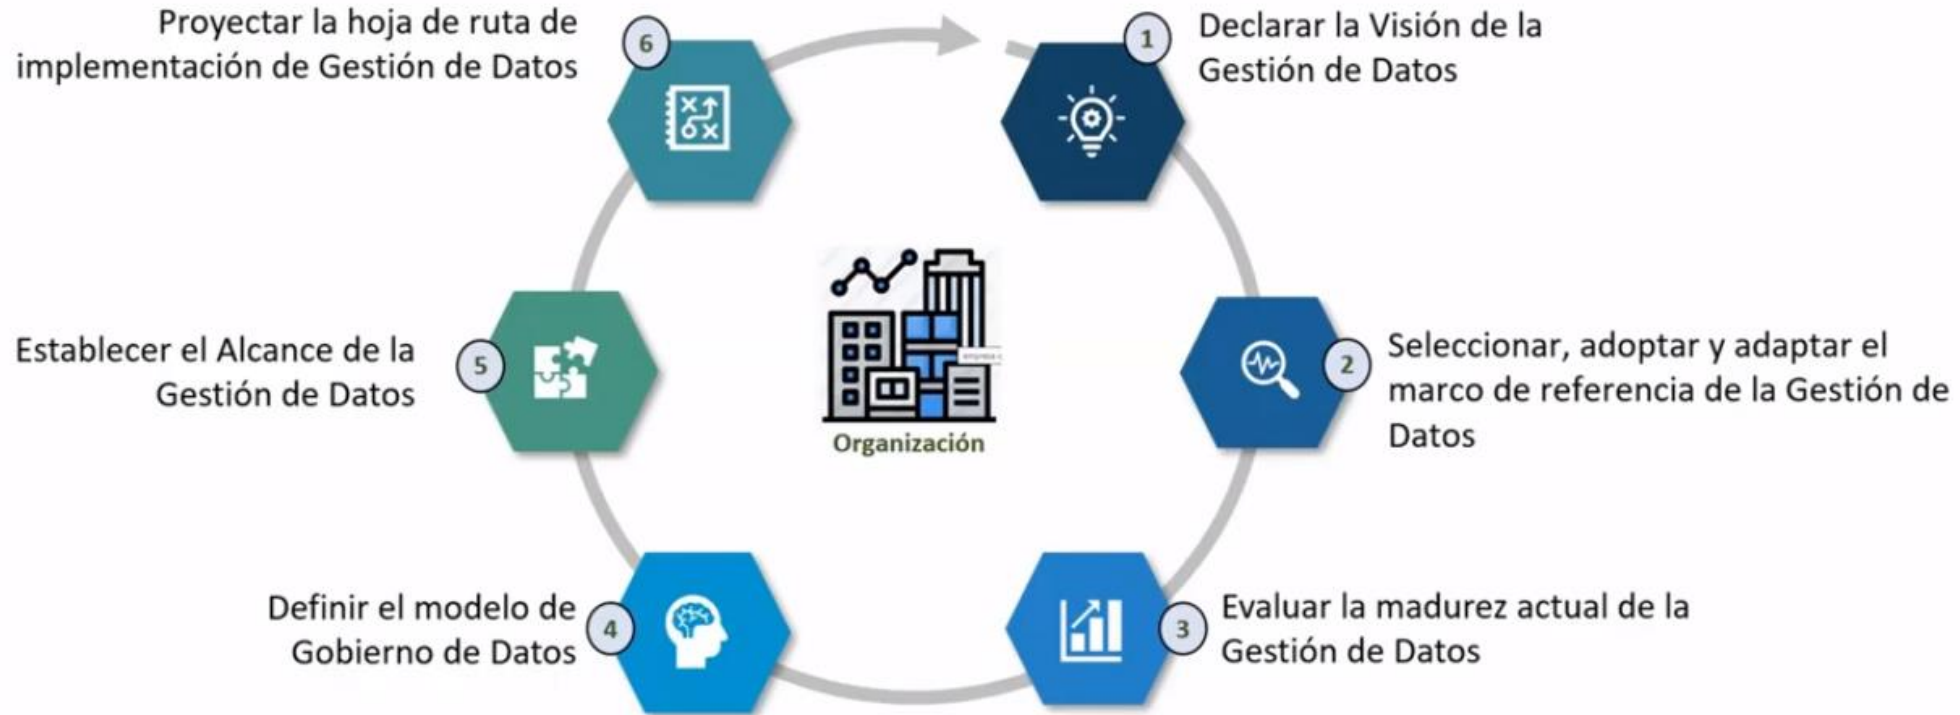 1
Declarar la Visión de la
Gestión de Datos
2
Seleccionar, adoptar y adaptar el
marco de referencia de la Gestión de
Datos
3
Evaluar la madurez actual de la
Gestión de Datos
4
Definir el modelo de
Gobierno de Datos
5
Establecer el Alcance de la
Gestión de Datos
6
Proyectar la hoja de ruta de
implementación de Gestión de Datos
Organización